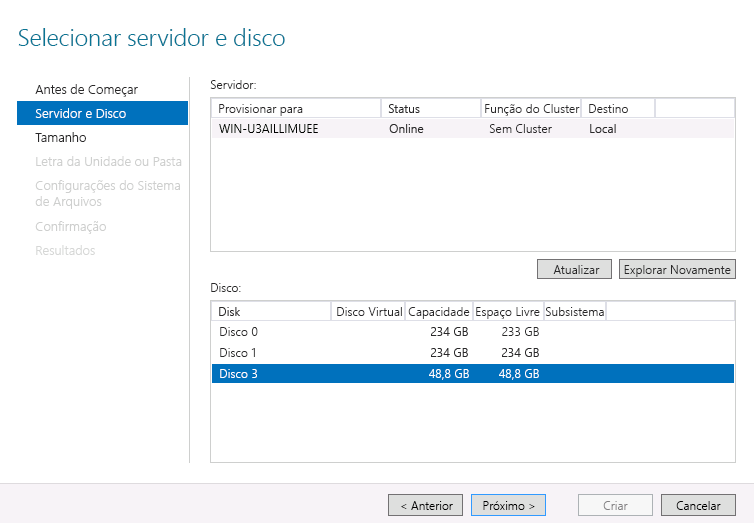 Selecionar servidor e disco
Antes de Começar
Servidor e Disco
Tamanho
Letra da Unidade ou Pasta
Configurações do Sistema
de Arquivos
Confirmação
Resultados
Servidor:
Provisionar para Status Função do Cluster Destino
WIN-U3AILLIMUEE Online Sem Cluster Local
Atualizar Explorar Novamente
Disco:
Disk Disco Virtual Capacidade Espaço Livre Subsistema
Disco 0 234 GB 233 GB
Disco 1 234 GB 234 GB
Disco 3 48,8 GB 48,8 GB
< Anterior Próximo > Criar Cancelar